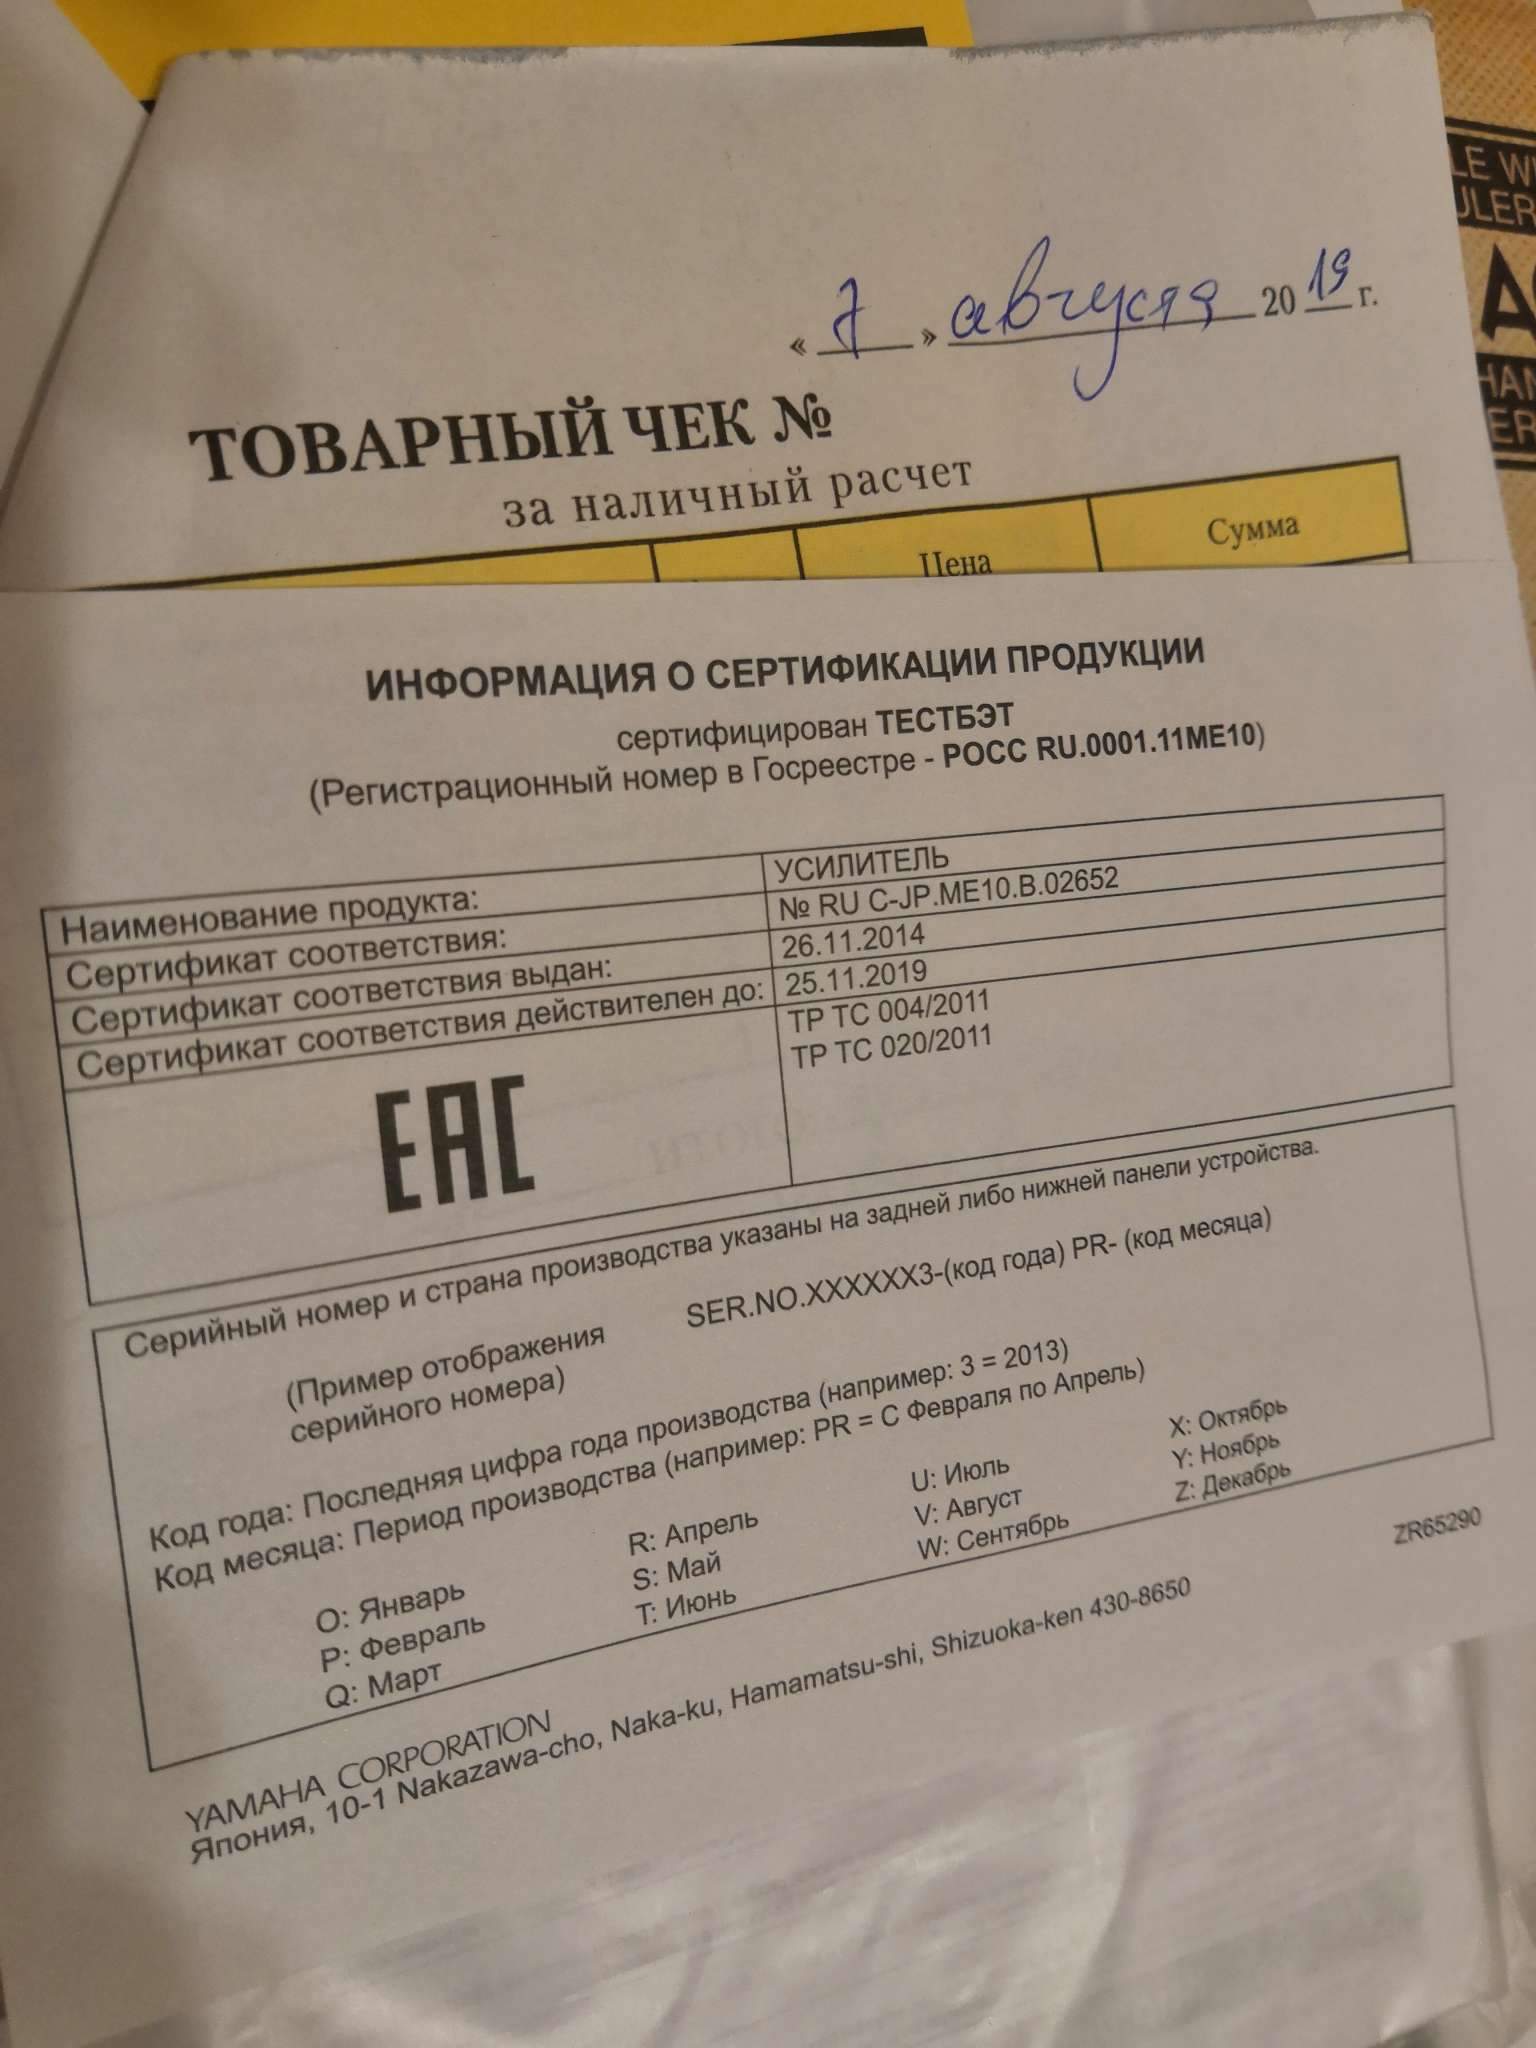 « 7 » августа 2019 г.
ТОВАРНЫЙ ЧЕК №
за наличный расчет
Цена Сумма
ИНФОРМАЦИЯ О СЕРТИФИКАЦИИ ПРОДУКЦИИ
сертифицирован ТЕСТБЭТ
(Регистрационный номер в Госреестре - РОСС RU.0001.11МЕ10)
Наименование продукта: УСИЛИТЕЛЬ
Сертификат соответствия: № RU C-JP.ME10.B.02652
Сертификат соответствия выдан: 26.11.2014
Сертификат соответствия действителен до: 25.11.2019
ТР ТС 004/2011
ТР ТС 020/2011
EAC
Серийный номер и страна производства указаны на задней либо нижней панели устройства.
(Пример отображения SER.NO.XXXXXX3-(код года) PR- (код месяца)
серийного номера)
Код года: Последняя цифра года производства (например: 3 = 2013)
Код месяца: Период производства (например: PR = С Февраля по Апрель)
O: Январь R: Апрель U: Июль X: Октябрь
P: Февраль S: Май V: Август Y: Ноябрь
Q: Март T: Июнь W: Сентябрь Z: Декабрь
ZR65290
YAMAHA CORPORATION
Япония, 10-1 Nakazawa-cho, Naka-ku, Hamamatsu-shi, Shizuoka-ken 430-8650